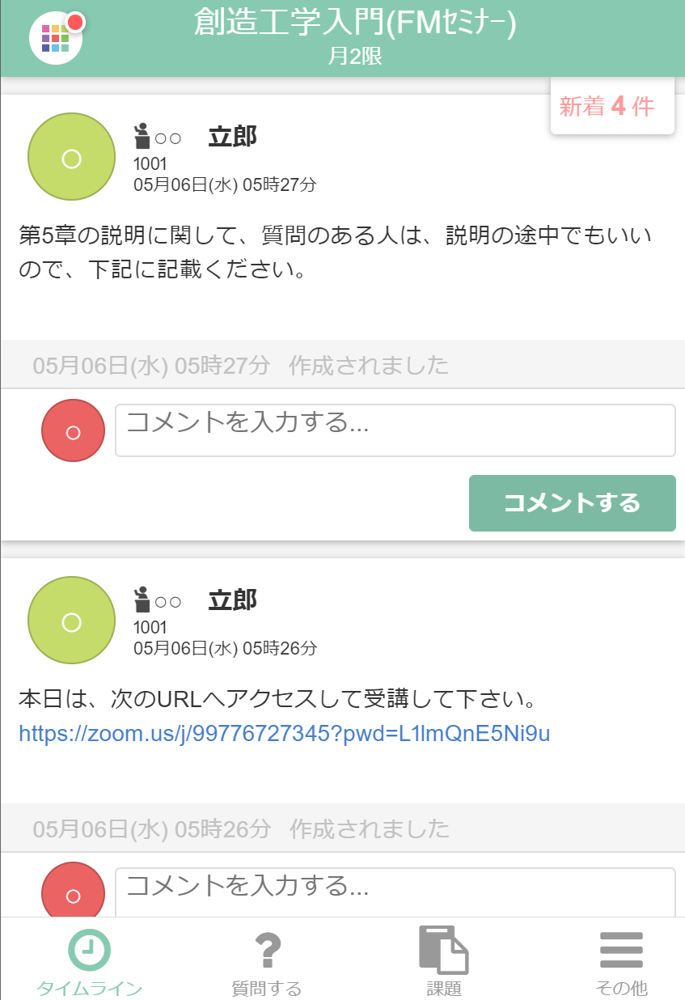 創造工学入門(FMｾﾐﾅｰ)
月2限
新着 4 件
○○　立郎
○
1001
05月06日(水) 05時27分
第5章の説明に関して、質問のある人は、説明の途中でもいい
ので、下記に記載ください。
05月06日(水) 05時27分 作成されました
○
コメントを入力する...
コメントする
○○　立郎
○
1001
05月06日(水) 05時26分
本日は、次のURLへアクセスして受講して下さい。
https://zoom.us/j/99776727345?pwd=L1lmQnE5Ni9u
05月06日(水) 05時26分 作成されました
○
コメントを入力する...
タイムライン 質問する 課題 その他